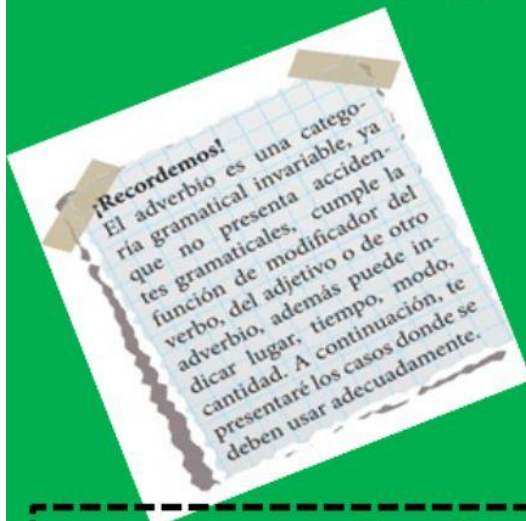 ¡Recordemos!
El adverbio es una catego-
ría gramatical invariable, ya
que no presenta acciden-
tes gramaticales, cumple la
función de modificador del
verbo, del adjetivo o de otro
adverbio, además puede in-
dicar lugar, tiempo, modo,
cantidad. A continuación, te
presentaré los casos donde se
deben usar adecuadamente.